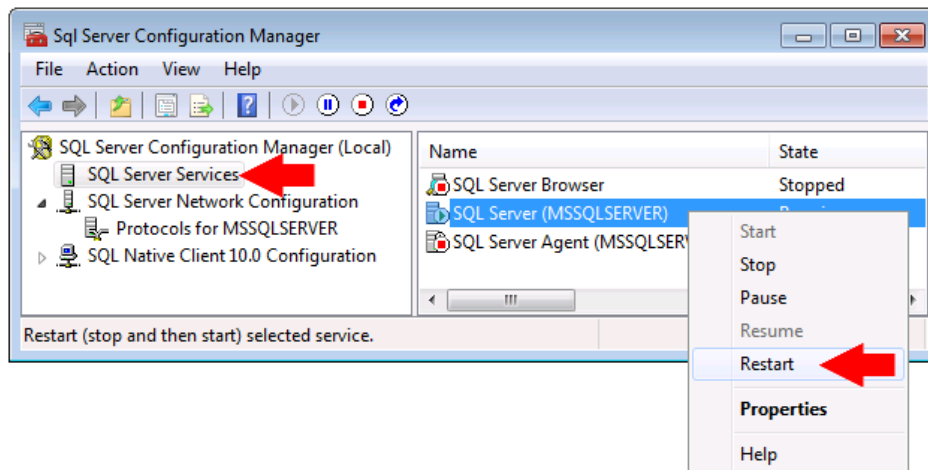 Sql Server Configuration Manager
File Action View Help
SQL Server Configuration Manager (Local)
SQL Server Services
SQL Server Network Configuration
Protocols for MSSQLSERVER
SQL Native Client 10.0 Configuration
Name State
SQL Server Browser Stopped
SQL Server (MSSQLSERVER)
SQL Server Agent (MSSQLSERV
Start
Stop
Pause
Resume
Restart
Properties
Help
Restart (stop and then start) selected service.